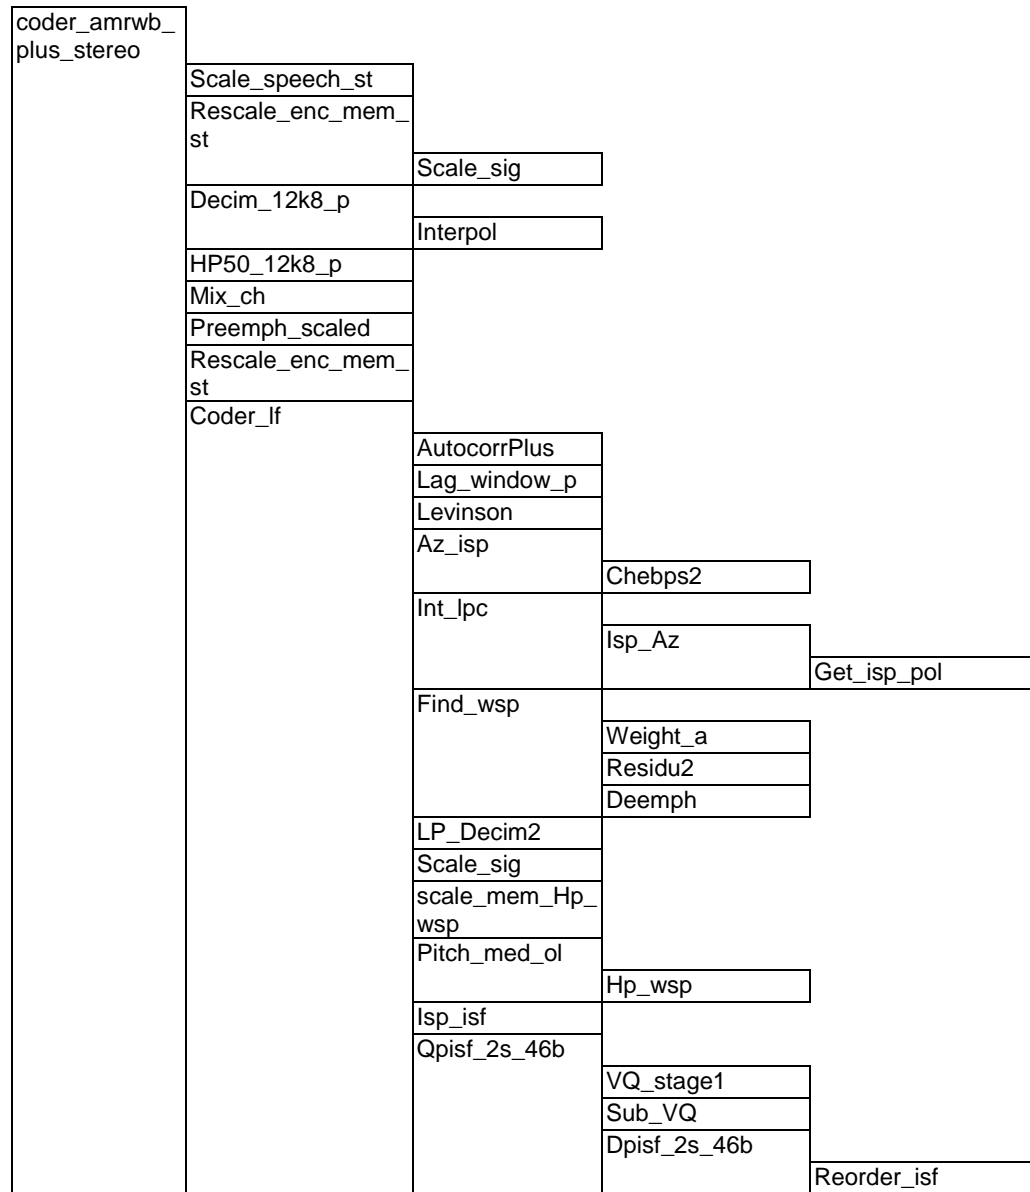 coder_amrwb_
plus_stereo
Scale_speech_st
Rescale_enc_mem_
st
Scale_sig
Decim_12k8_p
Interpol
HP50_12k8_p
Mix_ch
Preemph_scaled
Rescale_enc_mem_
st
Coder_lf
AutocorrPlus
Lag_window_p
Levinson
Az_isp
Chebps2
Int_lpc
Isp_Az
Get_isp_pol
Find_wsp
Weight_a
Residu2
Deemph
LP_Decim2
Scale_sig
scale_mem_Hp_
wsp
Pitch_med_ol
Hp_wsp
Isp_isf
Qpisf_2s_46b
VQ_stage1
Sub_VQ
Dpisf_2s_46b
Reorder_isf